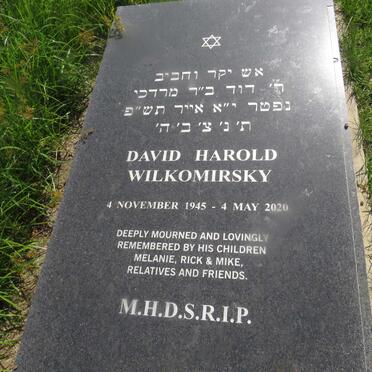 אש יקר וחביב
ר' דוד ב"ר מרדכי
נפטר י"א אייר תש"פ
ת' נ' צ' ב' ה'
DAVID HAROLD
WILKOMIRSKY
4 NOVEMBER 1945 - 4 MAY 2020
DEEPLY MOURNED AND LOVINGLY
REMEMBERED BY HIS CHILDREN
MELANIE, RICK & MIKE,
RELATIVES AND FRIENDS.
M.H.D.S.R.I.P.